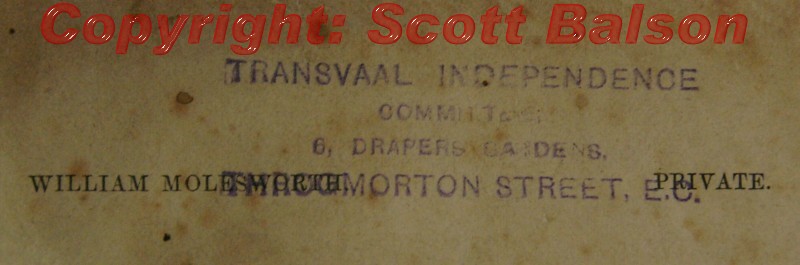 Copyright: Scott Balson
TRANSVAAL INDEPENDENCE
COMMITTEE
6, DRAPERS GARDENS,
WILLIAM MOLESWORTH. PRIVATE.
THROGMORTON STREET, E.C.